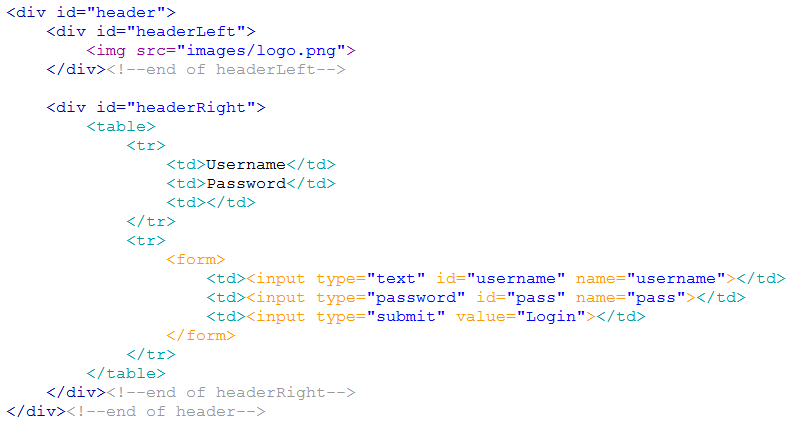 <div id="header">
    <div id="headerLeft">
        <img src="images/logo.png">
    </div><!--end of headerLeft-->

    <div id="headerRight">
        <table>
            <tr>
                <td>Username</td>
                <td>Password</td>
                <td></td>
            </tr>
            <tr>
                <form>
                    <td><input type="text" id="username" name="username"></td>
                    <td><input type="password" id="pass" name="pass"></td>
                    <td><input type="submit" value="Login"></td>
                </form>
            </tr>
        </table>
    </div><!--end of headerRight-->
</div><!--end of header-->